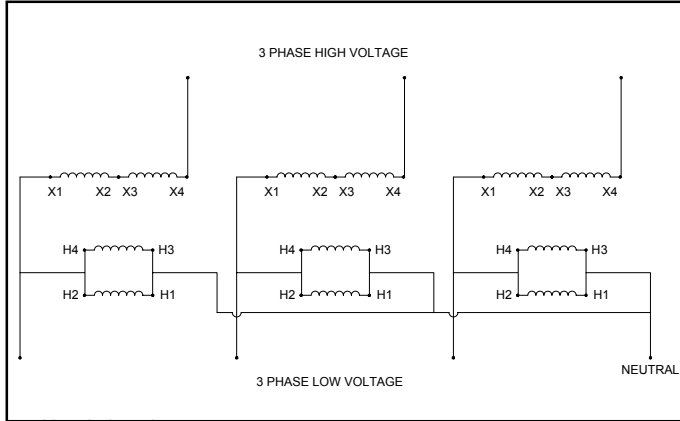 3 PHASE HIGH VOLTAGE
X1 X2 X3 X4 X1 X2 X3 X4 X1 X2 X3 X4
H4 H3 H4 H3 H4 H3
H2 H1 H2 H1 H2 H1
NEUTRAL
3 PHASE LOW VOLTAGE